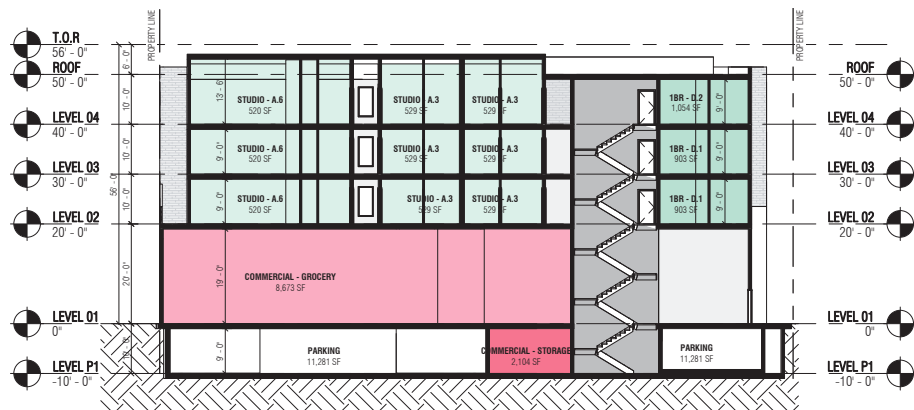 PROPERTY LINE
PROPERTY LINE
T.O.R
56' - 0"
ROOF
50' - 0"
ROOF
50' - 0"
6' - 0"
13' - 6"
10' - 0"
STUDIO - A.6
520 SF
STUDIO - A.3
529 SF
STUDIO - A.3
529 SF
1BR - D.2
1,054 SF
9' - 0"
LEVEL 04
40' - 0"
LEVEL 04
40' - 0"
10' - 0"
9' - 0"
STUDIO - A.6
520 SF
STUDIO - A.3
529 SF
STUDIO - A.3
529 SF
1BR - D.1
903 SF
9' - 0"
LEVEL 03
30' - 0"
LEVEL 03
30' - 0"
56' - 0"
10' - 0"
9' - 0"
STUDIO - A.6
520 SF
STUDIO - A.3
529 SF
STUDIO - A.3
529 SF
1BR - D.1
903 SF
9' - 0"
LEVEL 02
20' - 0"
LEVEL 02
20' - 0"
20' - 0"
19' - 0"
COMMERCIAL - GROCERY
8,673 SF
LEVEL 01
0"
LEVEL 01
0"
9' - 0"
PARKING
11,281 SF
COMMERCIAL - STORAGE
2,104 SF
PARKING
11,281 SF
LEVEL P1
-10' - 0"
LEVEL P1
-10' - 0"